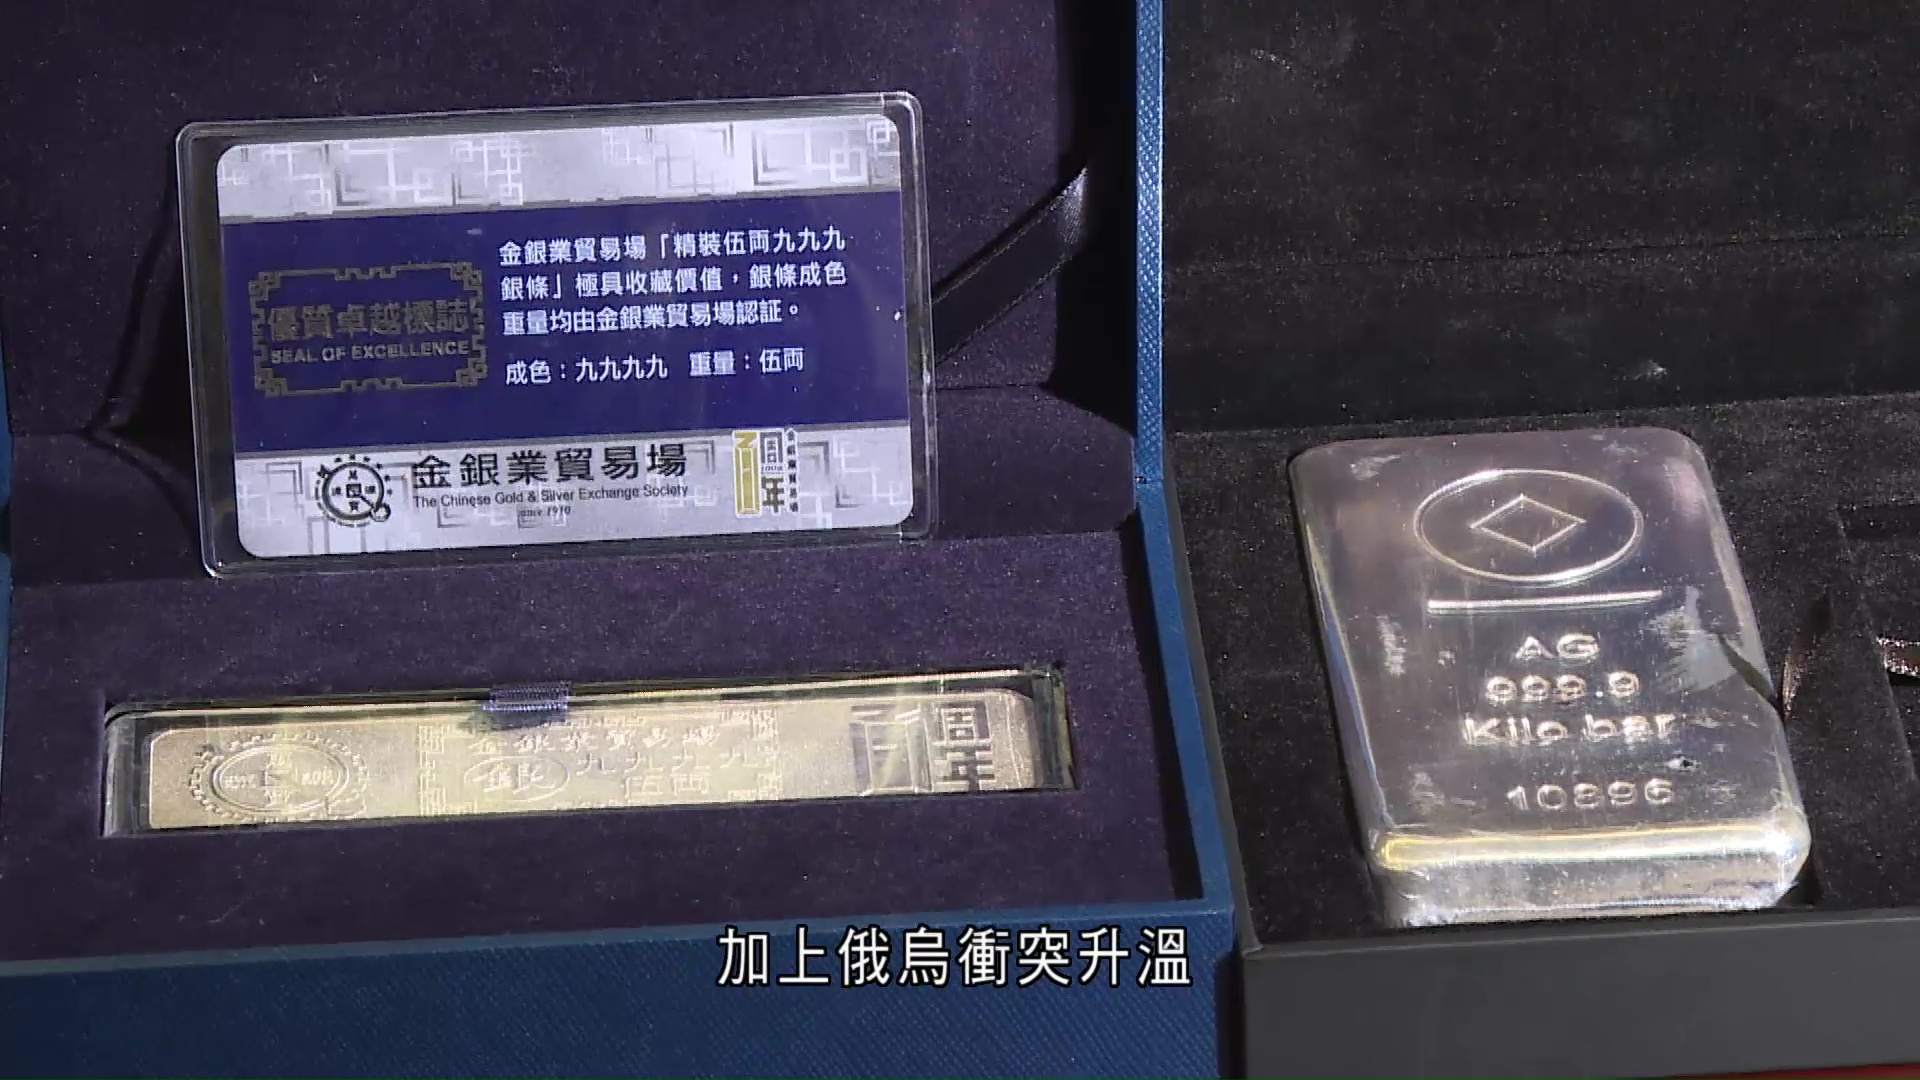 金銀業貿易場「精裝伍両九九九
銀條」極具收藏價值，銀條成色
重量均由金銀業貿易場認証。
成色：九九九九 重量：伍両
優質卓越標誌
SEAL OF EXCELLENCE
金銀業貿易場
The Chinese Gold & Silver Exchange Society
since 1910
周年
金銀業貿易場
九九九九
伍両
周年
AG
999.9
Kilo bar
10896
加上俄烏衝突升溫